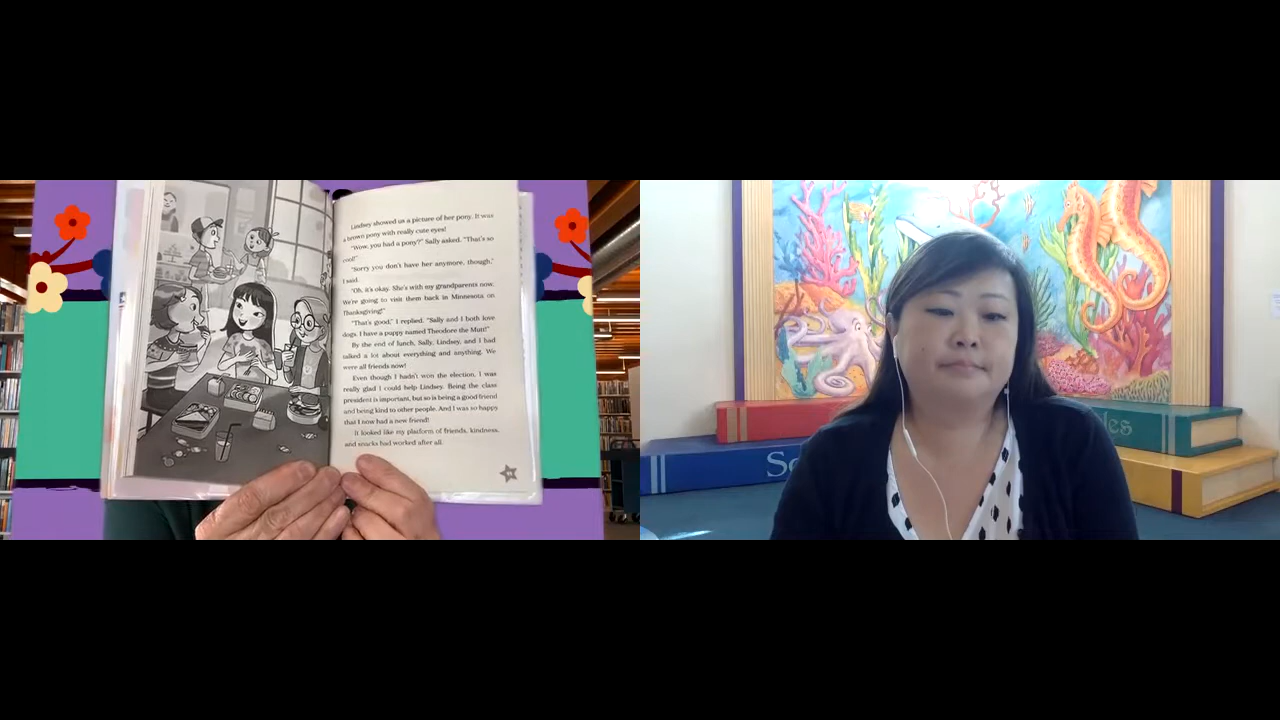 Lindsey showed us a picture of her pony. It was
a brown pony with really cute eyes!
"Wow, you had a pony?" Sally asked. "That's so
cool!"
"Sorry you don't have her anymore, though,"
I said.
"Oh, it's okay. She's with my grandparents now.
We're going to visit them back in Minnesota on
Thanksgiving!"
"That's good," I replied. "Sally and I both love
dogs. I have a puppy named Theodore the Mutt!"
By the end of lunch, Sally, Lindsey, and I had
talked a lot about everything and anything. We
were all friends now!
Even though I hadn't won the election, I was
really glad I could help Lindsey. Being the class
president is important, but so is being a good friend
and being kind to other people. And I was so happy
that I now had a new friend!
It looked like my platform of friends, kindness,
and snacks had worked after all.